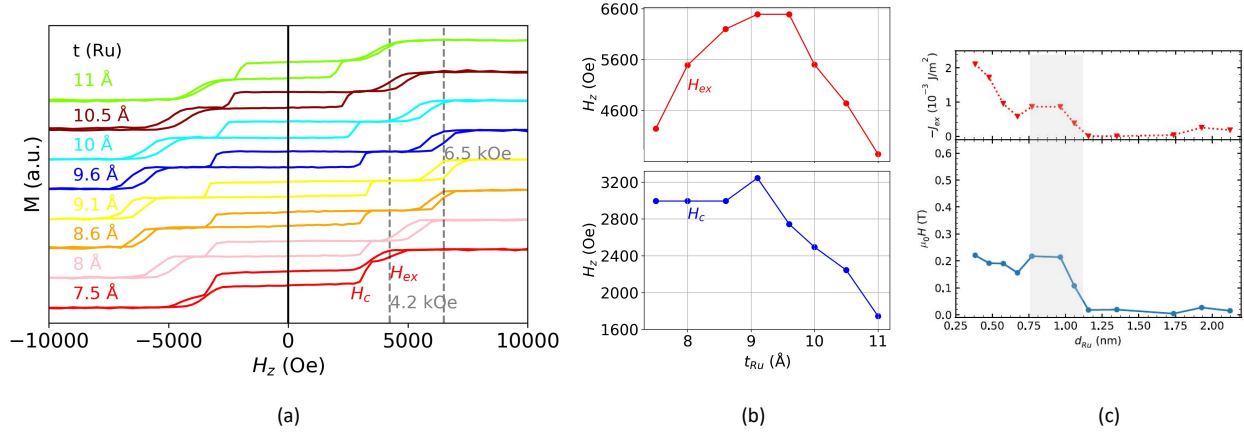 t (Ru)
11 Å
10.5 Å
10 Å
9.6 Å
9.1 Å
8.6 Å
8 Å
7.5 Å
6.5 kOe
H_ex
H_c
4.2 kOe
M (a.u.)
−10000 −5000 0 5000 10000
H_z (Oe)
(a)
6600
5600
4600
H_z (Oe)
H_ex
3200
2800
2400
2000
1600
H_z (Oe)
H_c
8 9 10 11
t_Ru (Å)
(b)
2
1
0
−J_ex (10⁻³ J/m²)
0.6
0.5
0.4
0.3
0.2
0.1
0.0
μ₀H (T)
0.25 0.50 0.75 1.00 1.25 1.50 1.75 2.00
d_Ru (nm)
(c)